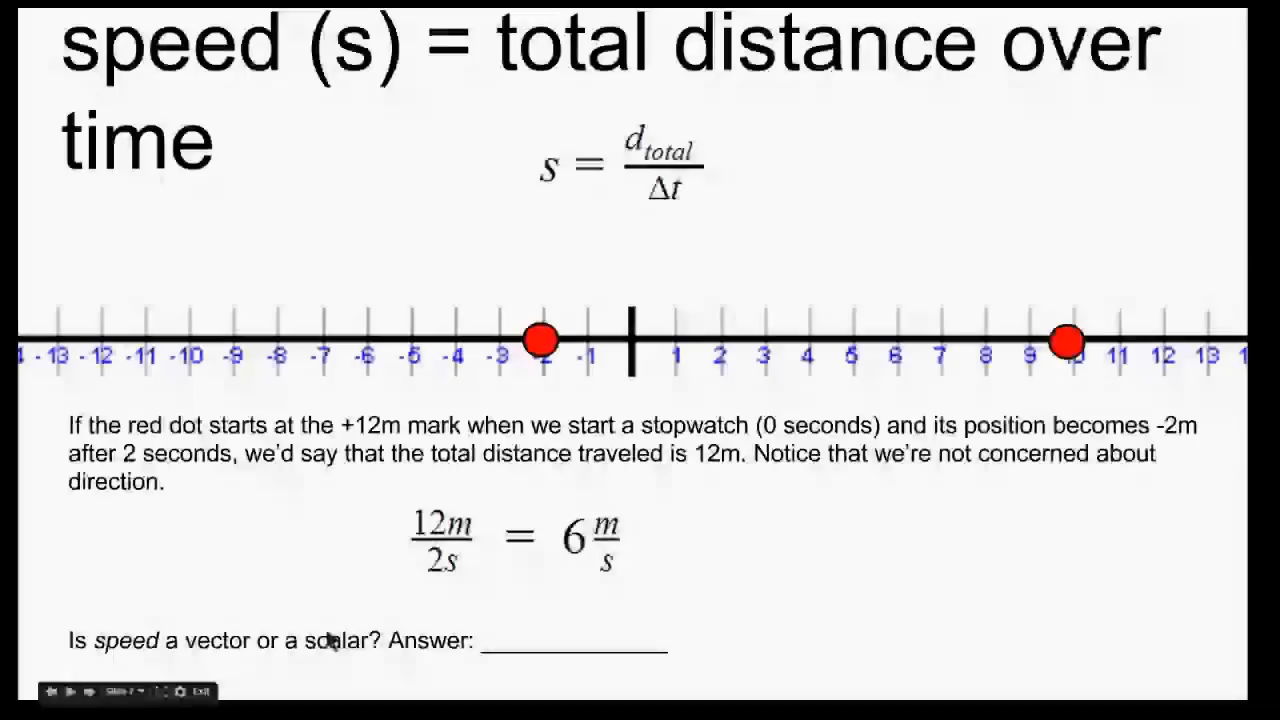 speed (s) = total distance over
time
s = d_total / Δt
-13 -12 -11 -10 -9 -8 -7 -6 -5 -4 -3 -1 1 2 3 4 5 6 7 8 9 11 12 13
If the red dot starts at the +12m mark when we start a stopwatch (0 seconds) and its position becomes -2m
after 2 seconds, we'd say that the total distance traveled is 12m. Notice that we're not concerned about
direction.
12m / 2s = 6 m / s
Is speed a vector or a scalar? Answer: ____________
Slide 7 Exit